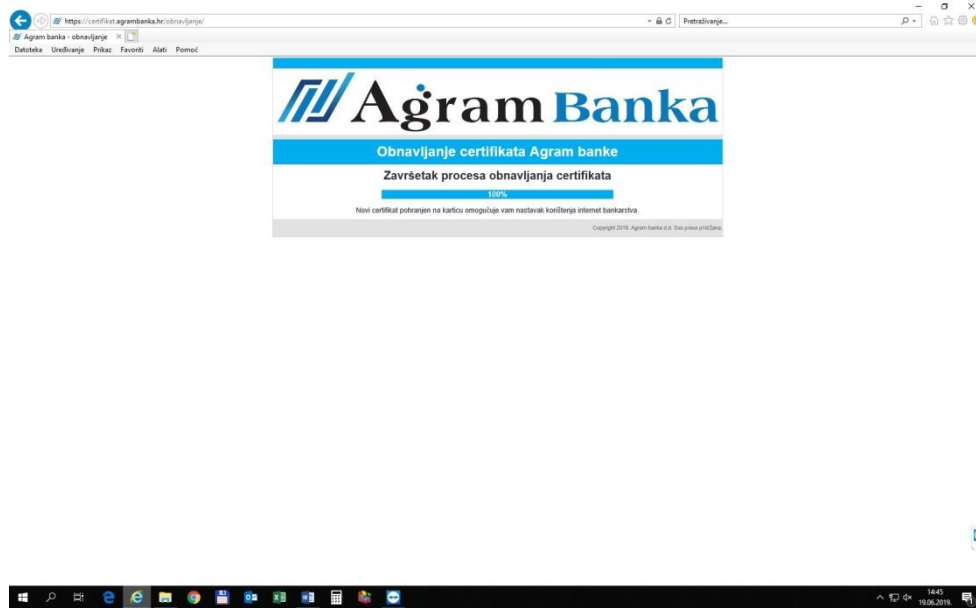 https://certifikat.agrambanka.hr/obnavljanje/
Pretraživanje...
Agram banka - obnavljanje
Datoteka Uređivanje Prikaz Favoriti Alati Pomoć
Agram Banka
Obnavljanje certifikata Agram banke
Završetak procesa obnavljanja certifikata
100%
Novi certifikat pohranjen na karticu omogućuje vam nastavak korištenja internet bankarstva.
Copyright 2019. Agram banka d.d. Sva prava pridržana.
14:45
19.06.2019.